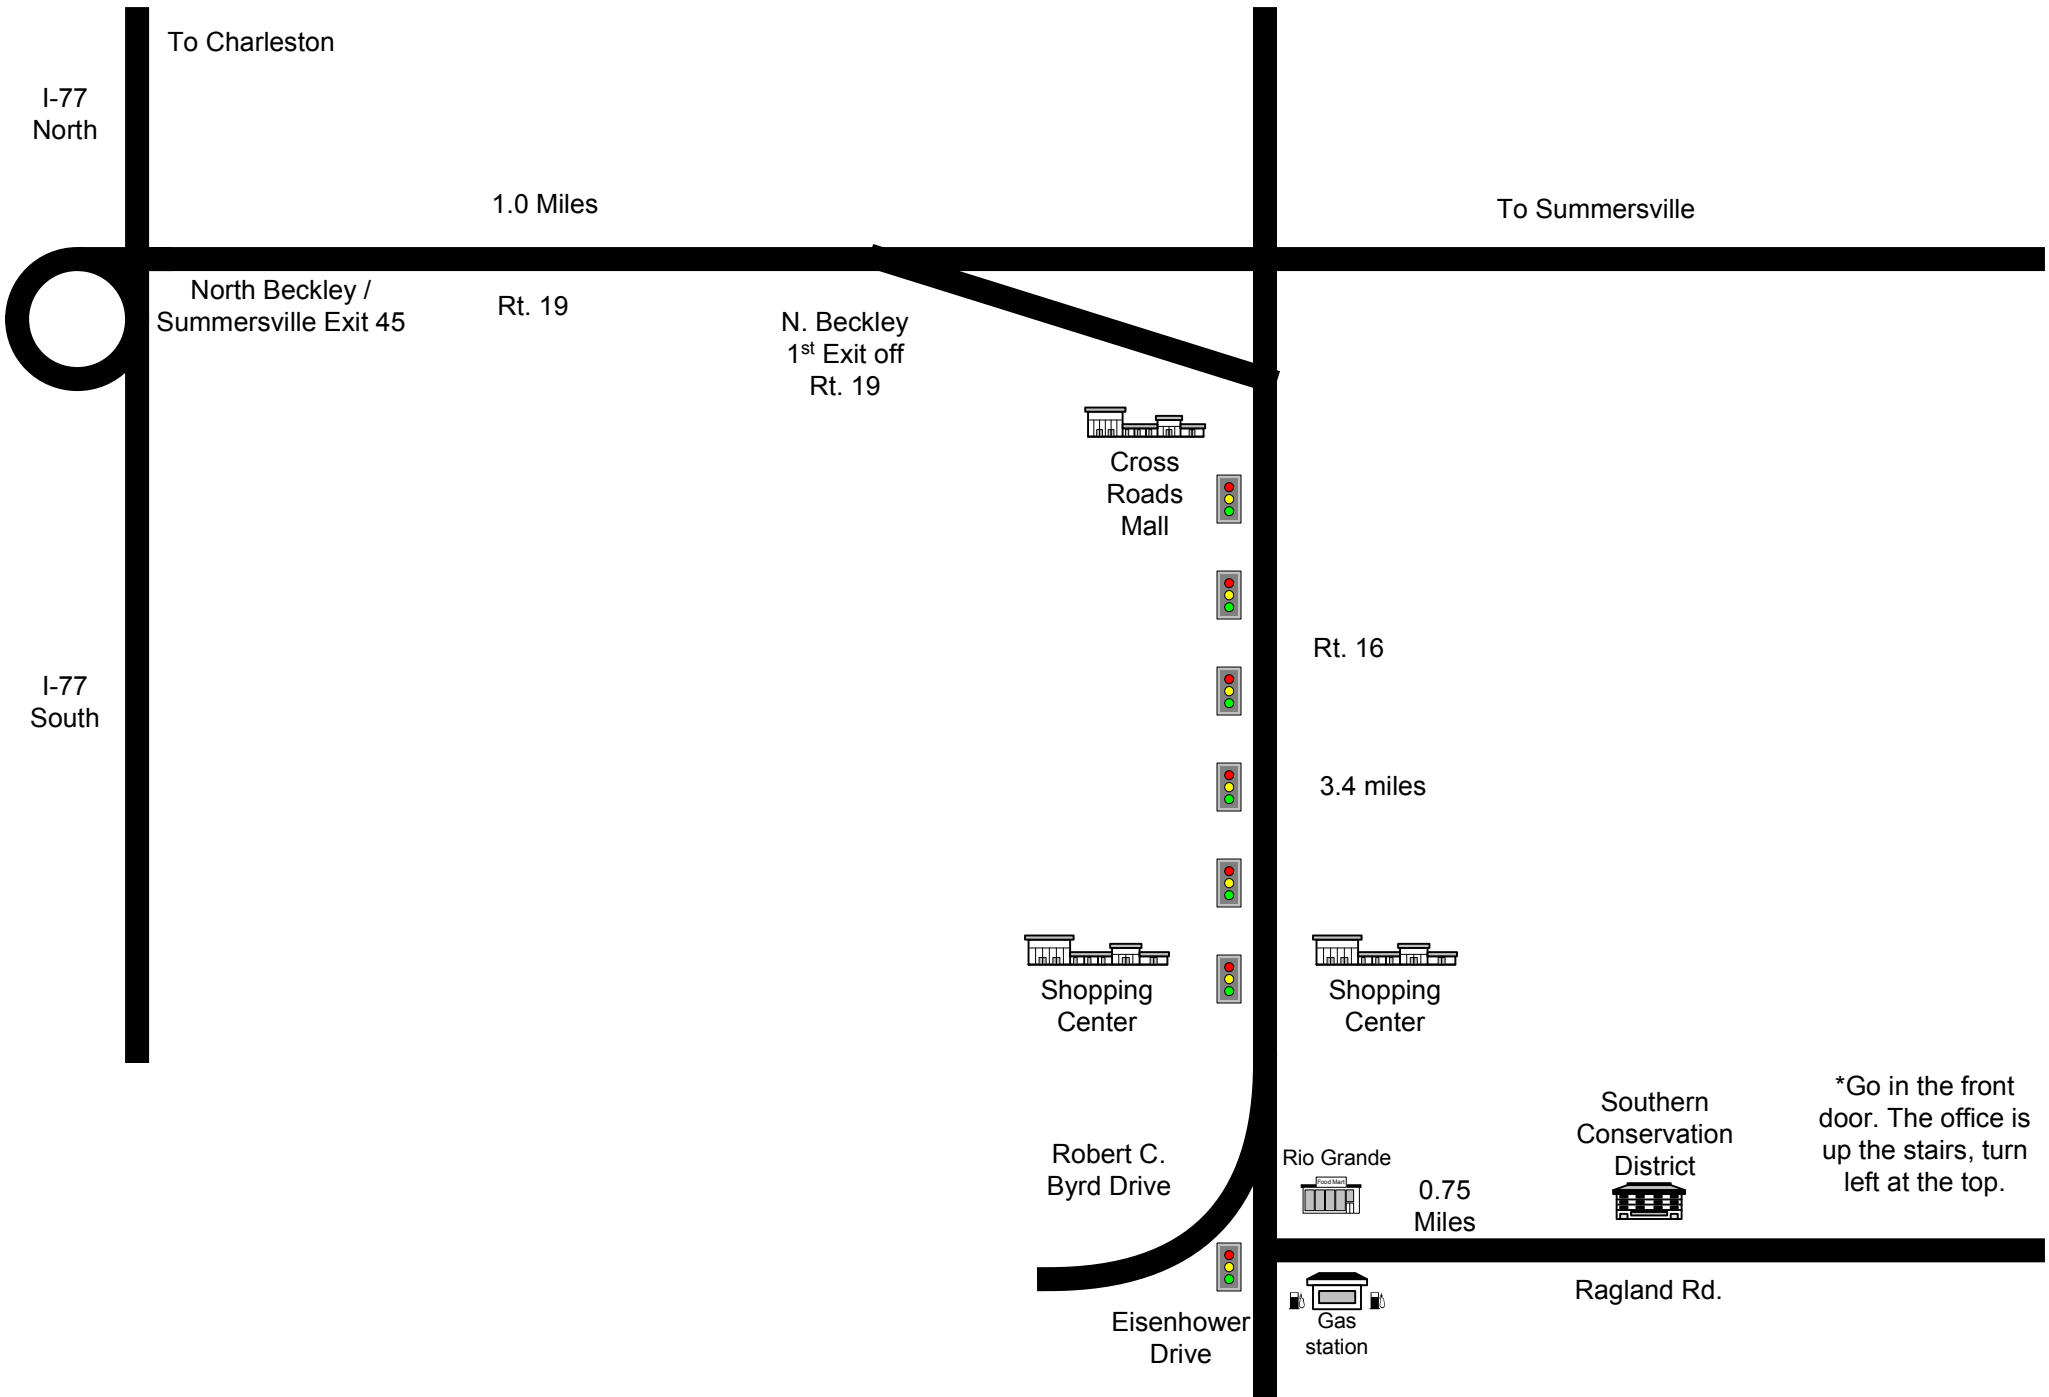 To Charleston
I-77
North
1.0 Miles
To Summersville
North Beckley /
Summersville Exit 45
Rt. 19
N. Beckley
1st Exit off
Rt. 19
Cross
Roads
Mall
Rt. 16
I-77
South
3.4 miles
Shopping
Center
Shopping
Center
Robert C.
Byrd Drive
Rio Grande
Food Mart
0.75
Miles
Southern
Conservation
District
*Go in the front
door. The office is
up the stairs, turn
left at the top.
Ragland Rd.
Eisenhower
Drive
Gas
station